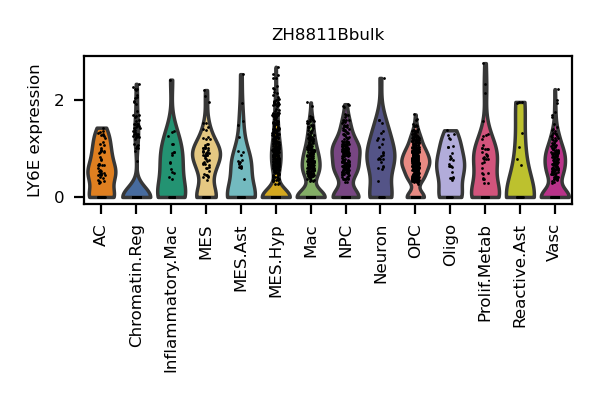 ZH8811Bbulk
LY6E expression
2
0
AC
Chromatin.Reg
Inflammatory.Mac
MES
MES.Ast
MES.Hyp
Mac
NPC
Neuron
OPC
Oligo
Prolif.Metab
Reactive.Ast
Vasc